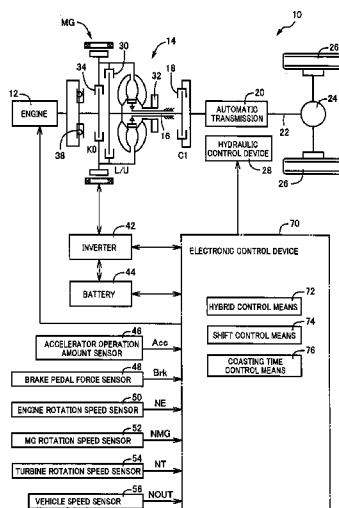 10
MG
30
14
34
32
18
26
12
ENGINE
20
AUTOMATIC
TRANSMISSION
24
22
16
38
K0
C1
L/U
HYDRAULIC
CONTROL DEVICE
28
26
42
INVERTER
70
ELECTRONIC CONTROL DEVICE
44
BATTERY
72
HYBRID CONTROL MEANS
46
ACCELERATOR OPERATION
AMOUNT SENSOR
Acc
74
SHIFT CONTROL MEANS
48
BRAKE PEDAL FORCE SENSOR
Brk
76
COASTING TIME
CONTROL MEANS
50
ENGINE ROTATION SPEED SENSOR
NE
52
MG ROTATION SPEED SENSOR
NMG
54
TURBINE ROTATION SPEED SENSOR
NT
56
VEHICLE SPEED SENSOR
NOUT